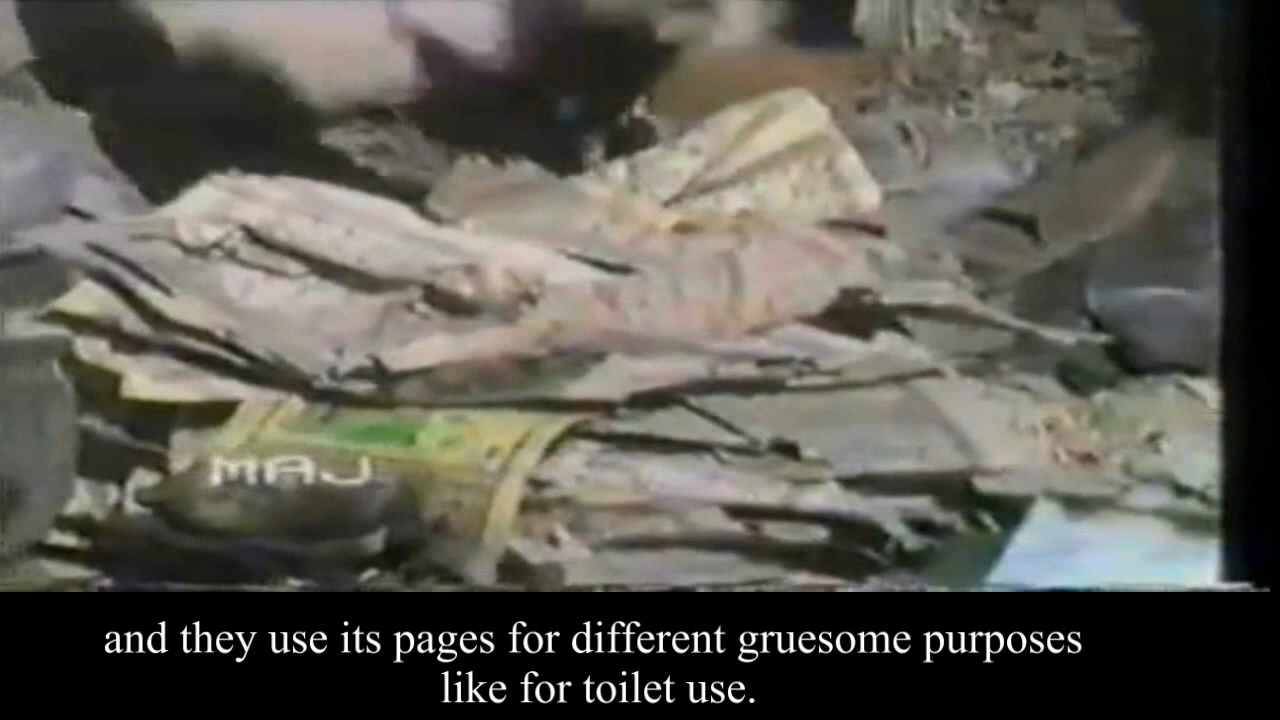 MAJ
and they use its pages for different gruesome purposes
like for toilet use.